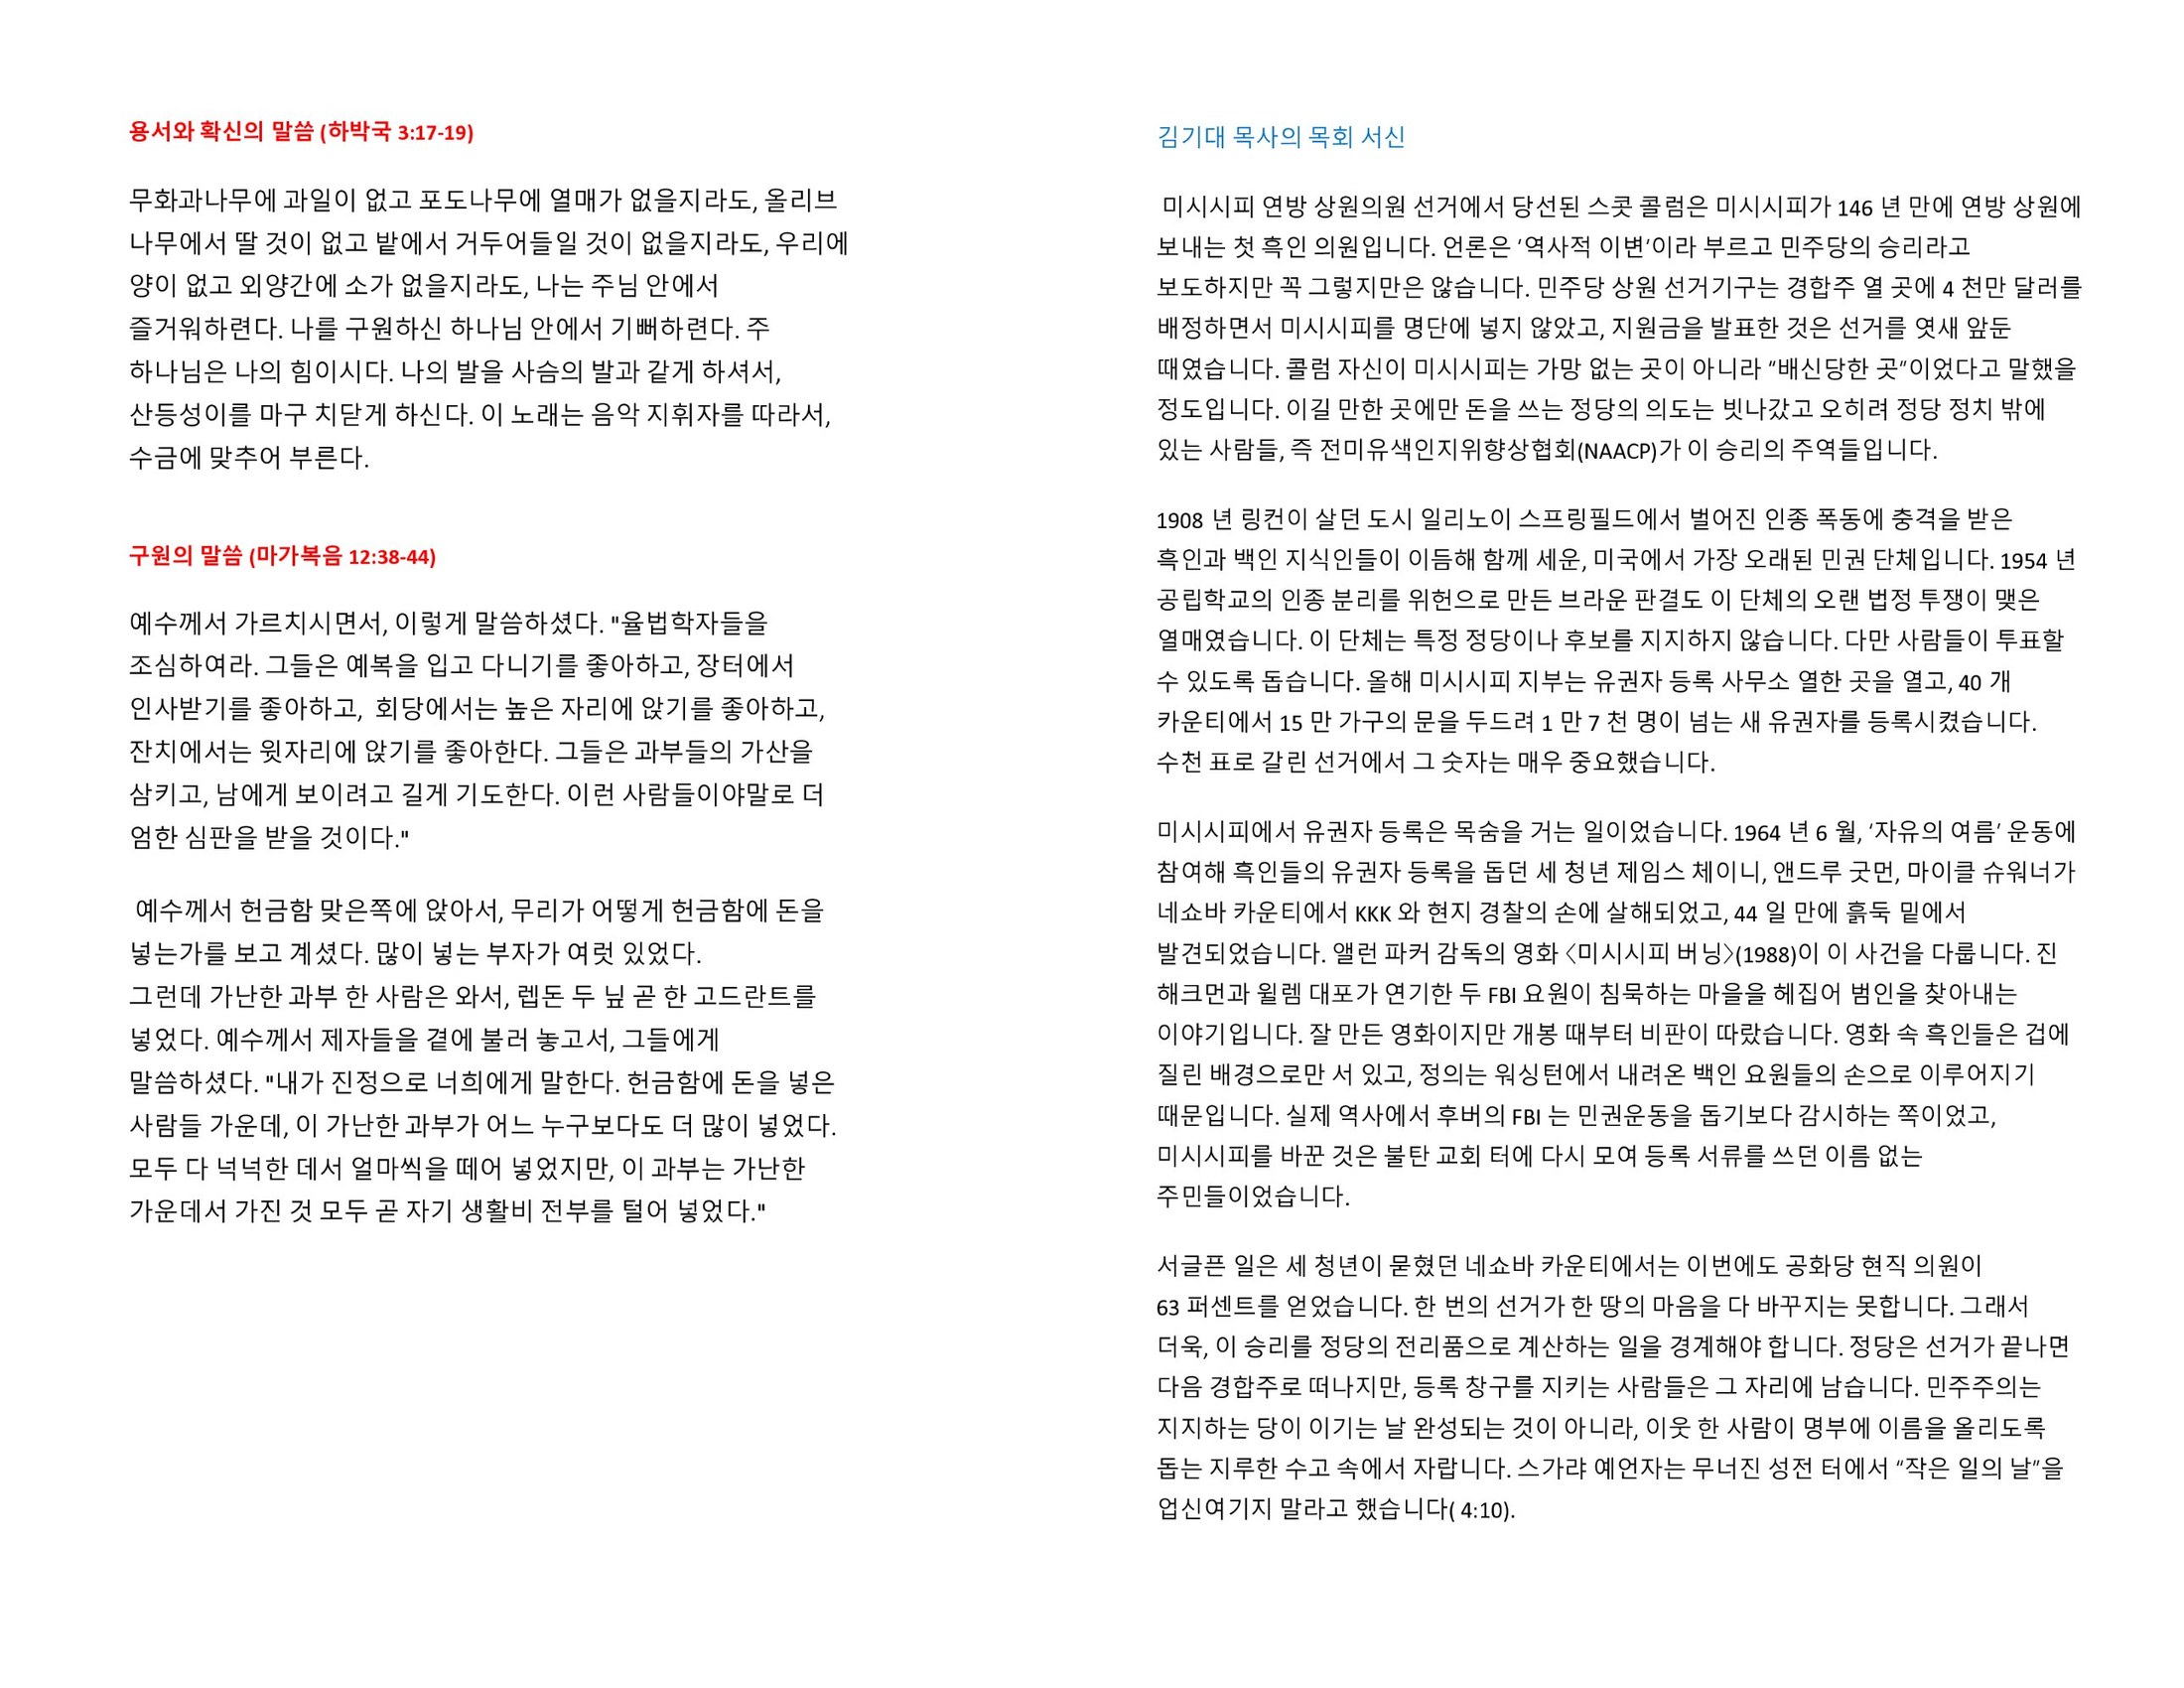 용서와 확신의 말씀 (하박국 3:17-19)
무화과나무에 과일이 없고 포도나무에 열매가 없을지라도, 올리브
나무에서 딸 것이 없고 밭에서 거두어들일 것이 없을지라도, 우리에
양이 없고 외양간에 소가 없을지라도, 나는 주님 안에서
즐거워하련다. 나를 구원하신 하나님 안에서 기뻐하련다. 주
하나님은 나의 힘이시다. 나의 발을 사슴의 발과 같게 하셔서,
산등성이를 마구 치닫게 하신다. 이 노래는 음악 지휘자를 따라서,
수금에 맞추어 부른다.
구원의 말씀 (마가복음 12:38-44)
예수께서 가르치시면서, 이렇게 말씀하셨다. "율법학자들을
조심하여라. 그들은 예복을 입고 다니기를 좋아하고, 장터에서
인사받기를 좋아하고,  회당에서는 높은 자리에 앉기를 좋아하고,
잔치에서는 윗자리에 앉기를 좋아한다. 그들은 과부들의 가산을
삼키고, 남에게 보이려고 길게 기도한다. 이런 사람들이야말로 더
엄한 심판을 받을 것이다."
예수께서 헌금함 맞은쪽에 앉아서, 무리가 어떻게 헌금함에 돈을
넣는가를 보고 계셨다. 많이 넣는 부자가 여럿 있었다.
그런데 가난한 과부 한 사람은 와서, 렙돈 두 닢 곧 한 고드란트를
넣었다. 예수께서 제자들을 곁에 불러 놓고서, 그들에게
말씀하셨다. "내가 진정으로 너희에게 말한다. 헌금함에 돈을 넣은
사람들 가운데, 이 가난한 과부가 어느 누구보다도 더 많이 넣었다.
모두 다 넉넉한 데서 얼마씩을 떼어 넣었지만, 이 과부는 가난한
가운데서 가진 것 모두 곧 자기 생활비 전부를 털어 넣었다."
김기대 목사의 목회 서신
미시시피 연방 상원의원 선거에서 당선된 스콧 콜럼은 미시시피가 146 년 만에 연방 상원에
보내는 첫 흑인 의원입니다. 언론은 ‘역사적 이변’이라 부르고 민주당의 승리라고
보도하지만 꼭 그렇지만은 않습니다. 민주당 상원 선거기구는 경합주 열 곳에 4 천만 달러를
배정하면서 미시시피를 명단에 넣지 않았고, 지원금을 발표한 것은 선거를 엿새 앞둔
때였습니다. 콜럼 자신이 미시시피는 가망 없는 곳이 아니라 “배신당한 곳”이었다고 말했을
정도입니다. 이길 만한 곳에만 돈을 쓰는 정당의 의도는 빗나갔고 오히려 정당 정치 밖에
있는 사람들, 즉 전미유색인지위향상협회(NAACP)가 이 승리의 주역들입니다.
1908 년 링컨이 살던 도시 일리노이 스프링필드에서 벌어진 인종 폭동에 충격을 받은
흑인과 백인 지식인들이 이듬해 함께 세운, 미국에서 가장 오래된 민권 단체입니다. 1954 년
공립학교의 인종 분리를 위헌으로 만든 브라운 판결도 이 단체의 오랜 법정 투쟁이 맺은
열매였습니다. 이 단체는 특정 정당이나 후보를 지지하지 않습니다. 다만 사람들이 투표할
수 있도록 돕습니다. 올해 미시시피 지부는 유권자 등록 사무소 열한 곳을 열고, 40 개
카운티에서 15 만 가구의 문을 두드려 1 만 7 천 명이 넘는 새 유권자를 등록시켰습니다.
수천 표로 갈린 선거에서 그 숫자는 매우 중요했습니다.
미시시피에서 유권자 등록은 목숨을 거는 일이었습니다. 1964 년 6 월, ‘자유의 여름’ 운동에
참여해 흑인들의 유권자 등록을 돕던 세 청년 제임스 체이니, 앤드루 굿먼, 마이클 슈워너가
네쇼바 카운티에서 KKK 와 현지 경찰의 손에 살해되었고, 44 일 만에 흙둑 밑에서
발견되었습니다. 앨런 파커 감독의 영화 〈미시시피 버닝〉(1988)이 이 사건을 다룹니다. 진
해크먼과 윌렘 대포가 연기한 두 FBI 요원이 침묵하는 마을을 헤집어 범인을 찾아내는
이야기입니다. 잘 만든 영화이지만 개봉 때부터 비판이 따랐습니다. 영화 속 흑인들은 겁에
질린 배경으로만 서 있고, 정의는 워싱턴에서 내려온 백인 요원들의 손으로 이루어지기
때문입니다. 실제 역사에서 후버의 FBI 는 민권운동을 돕기보다 감시하는 쪽이었고,
미시시피를 바꾼 것은 불탄 교회 터에 다시 모여 등록 서류를 쓰던 이름 없는
주민들이었습니다.
서글픈 일은 세 청년이 묻혔던 네쇼바 카운티에서는 이번에도 공화당 현직 의원이
63 퍼센트를 얻었습니다. 한 번의 선거가 한 땅의 마음을 다 바꾸지는 못합니다. 그래서
더욱, 이 승리를 정당의 전리품으로 계산하는 일을 경계해야 합니다. 정당은 선거가 끝나면
다음 경합주로 떠나지만, 등록 창구를 지키는 사람들은 그 자리에 남습니다. 민주주의는
지지하는 당이 이기는 날 완성되는 것이 아니라, 이웃 한 사람이 명부에 이름을 올리도록
돕는 지루한 수고 속에서 자랍니다. 스가랴 예언자는 무너진 성전 터에서 “작은 일의 날”을
업신여기지 말라고 했습니다( 4:10).